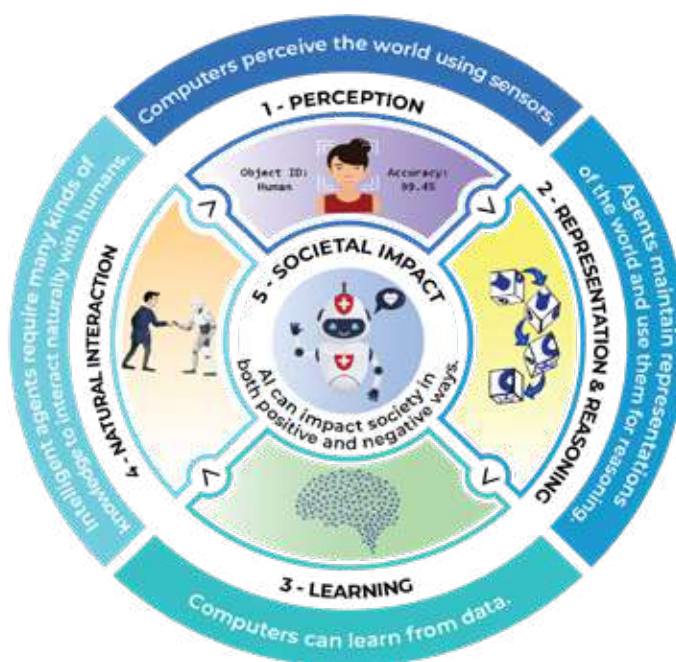 Computers perceive the world using sensors.
1 - PERCEPTION
Object ID:
Human
Accuracy:
99.45
Agents maintain representations
of the world and use them for reasoning.
2 - REPRESENTATION & REASONING
3 - LEARNING
Computers can learn from data.
Intelligent agents require many kinds of
knowledge to interact naturally with humans.
4 - NATURAL INTERACTION
5 - SOCIETAL IMPACT
AI can impact society in
both positive and negative ways.